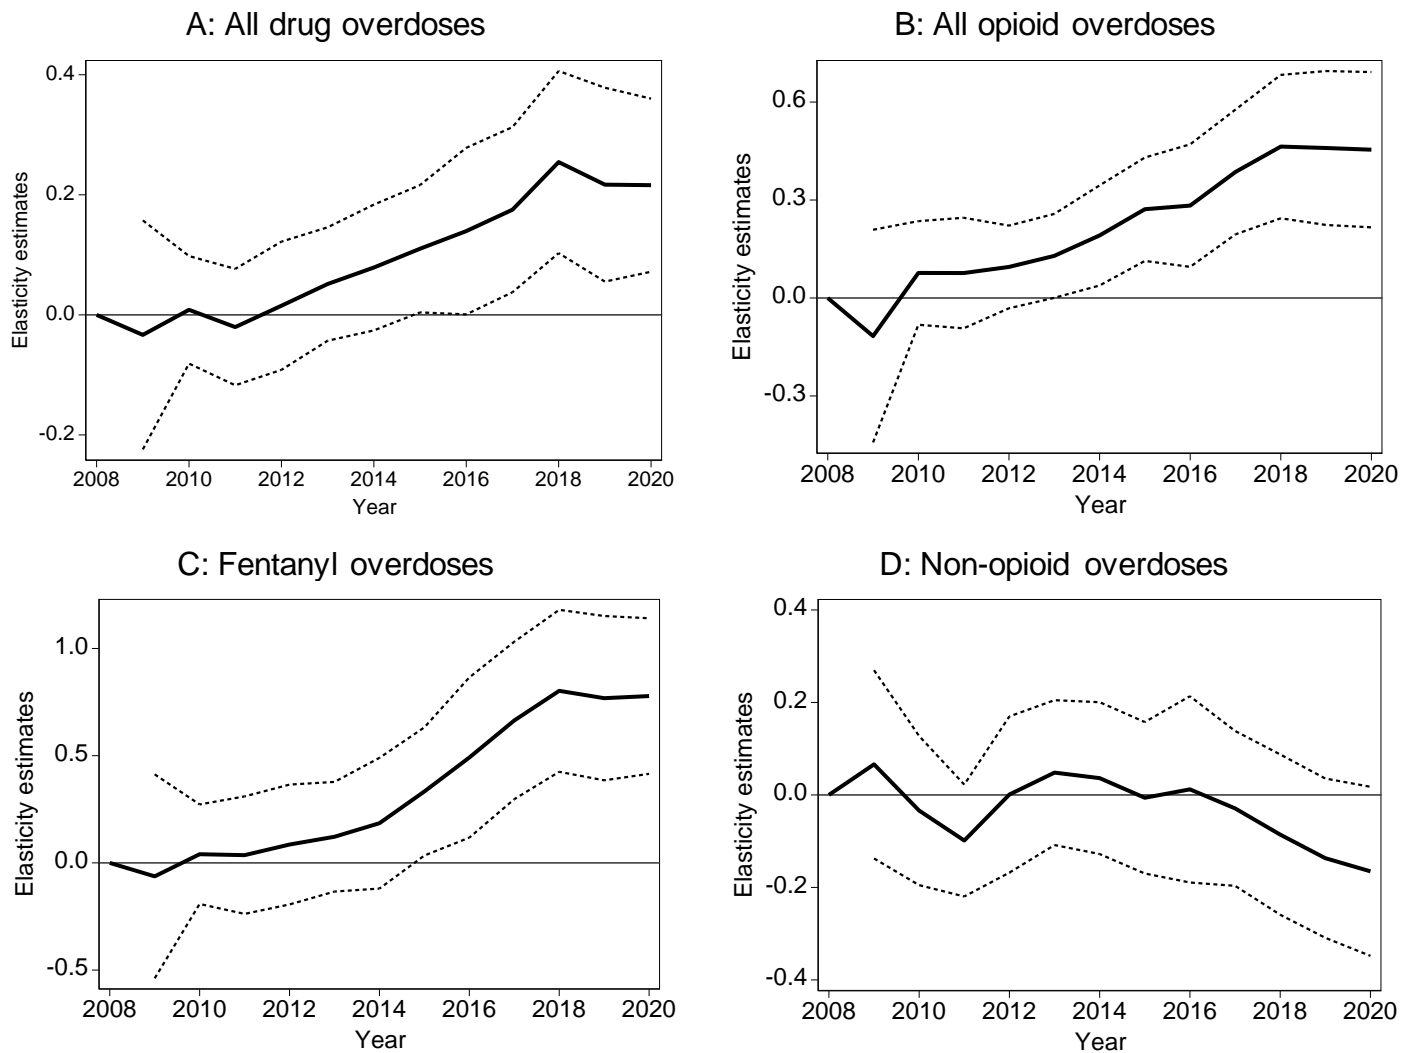 A: All drug overdoses
Elasticity estimates
0.4
0.2
0.0
-0.2
2008 2010 2012 2014 2016 2018 2020
Year
B: All opioid overdoses
Elasticity estimates
0.6
0.3
0.0
-0.3
2008 2010 2012 2014 2016 2018 2020
Year
C: Fentanyl overdoses
Elasticity estimates
1.0
0.5
0.0
-0.5
2008 2010 2012 2014 2016 2018 2020
Year
D: Non-opioid overdoses
Elasticity estimates
0.4
0.2
0.0
-0.2
-0.4
2008 2010 2012 2014 2016 2018 2020
Year